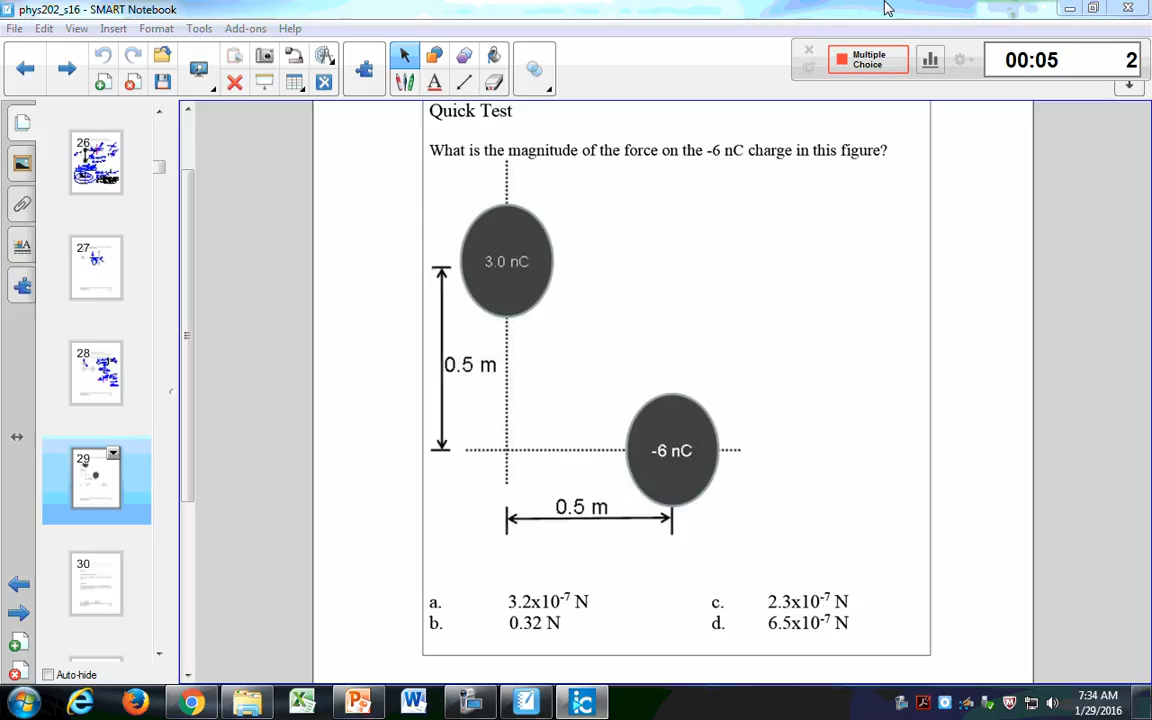 phys202_s16 - SMART Notebook
File Edit View Insert Format Tools Add-ons Help
Multiple Choice
00:05 2
26
27
28
29
30
Auto-hide
Quick Test
What is the magnitude of the force on the -6 nC charge in this figure?
3.0 nC
0.5 m
-6 nC
0.5 m
a. 3.2x10-7 N c. 2.3x10-7 N
b. 0.32 N d. 6.5x10-7 N
7:34 AM
1/29/2016